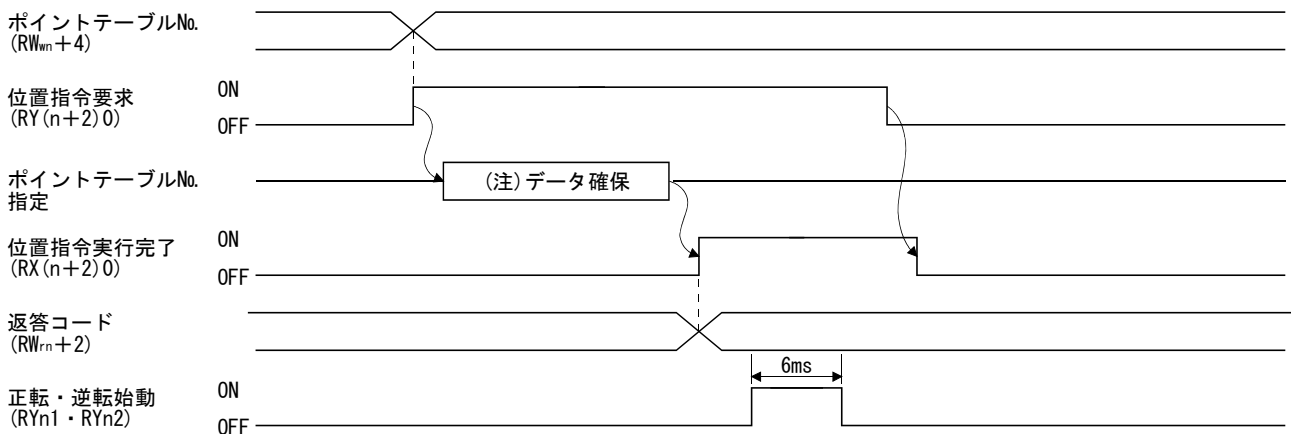 ポイントテーブルNo.
(RWwn+4)
位置指令要求
(RY(n+2)0)
ON
OFF
ポイントテーブルNo.
指定
(注)データ確保
位置指令実行完了
(RX(n+2)0)
ON
OFF
返答コード
(RWrn+2)
6ms
正転・逆転始動
(RYn1・RYn2)
ON
OFF